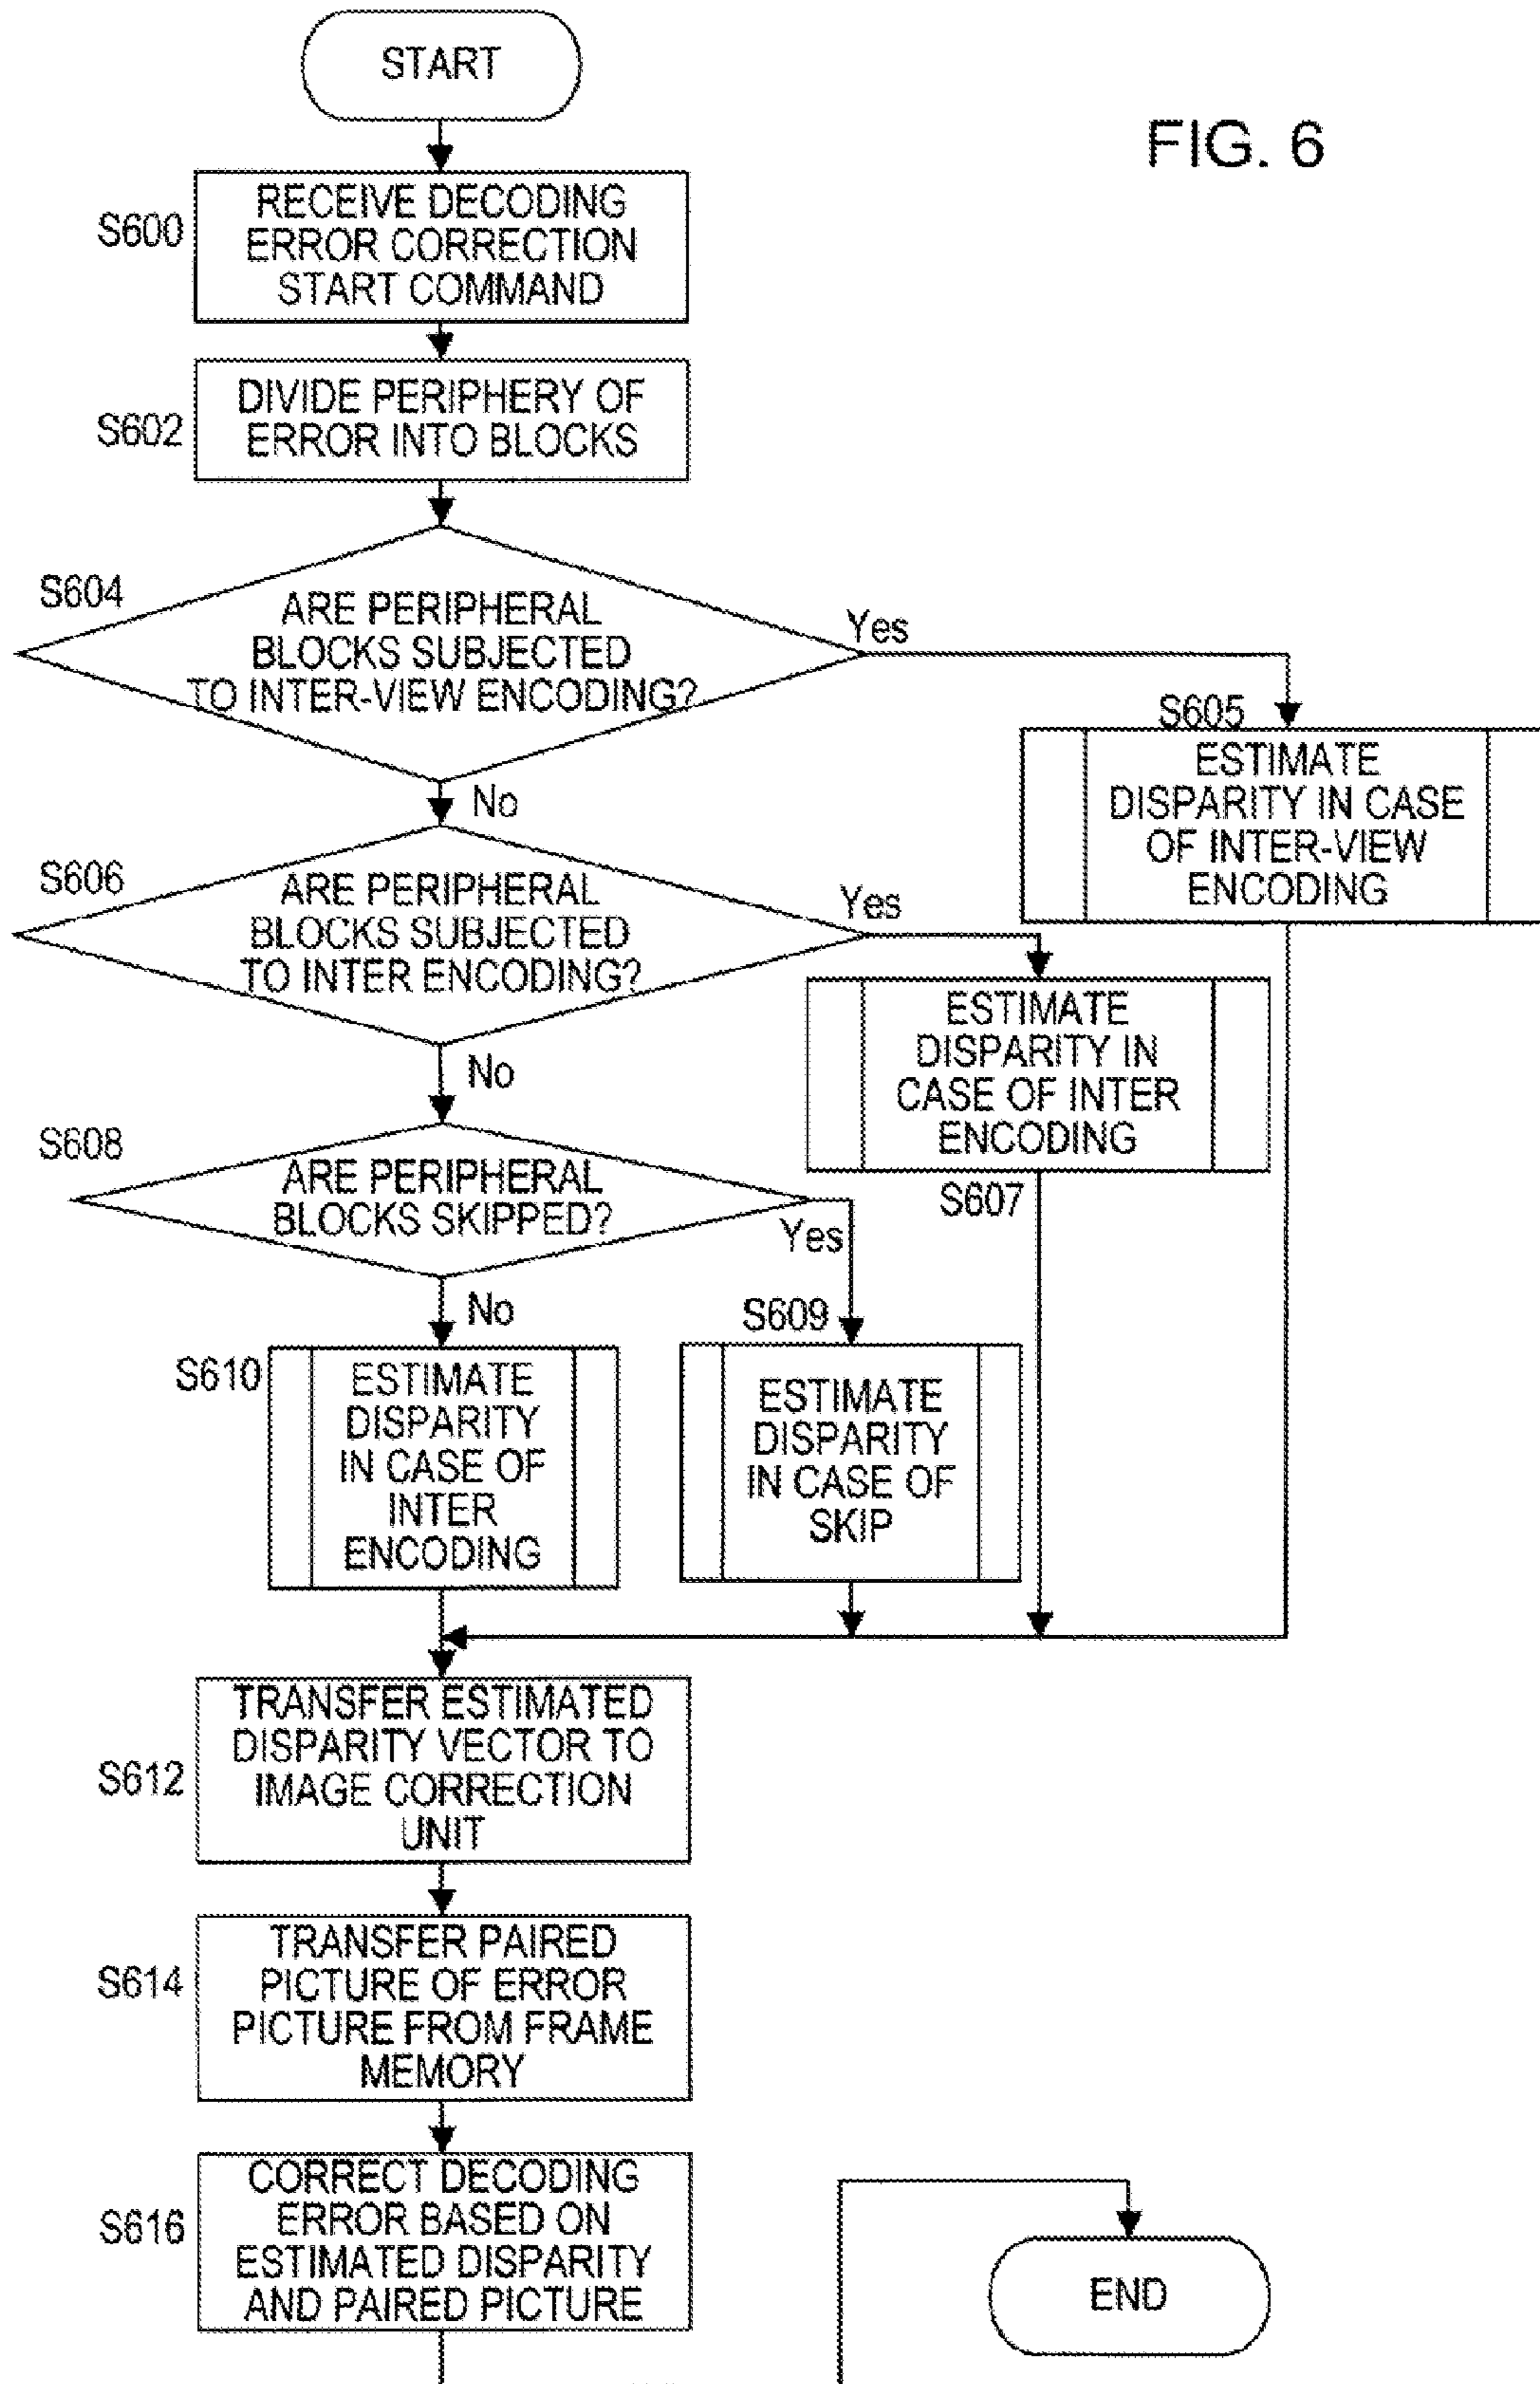 START
FIG. 6
S600
RECEIVE DECODING
ERROR CORRECTION
START COMMAND
S602
DIVIDE PERIPHERY OF
ERROR INTO BLOCKS
S604
ARE PERIPHERAL
BLOCKS SUBJECTED
TO INTER-VIEW ENCODING?
Yes
No
S605
ESTIMATE
DISPARITY IN CASE
OF INTER-VIEW
ENCODING
S606
ARE PERIPHERAL
BLOCKS SUBJECTED
TO INTER ENCODING?
Yes
No
ESTIMATE
DISPARITY IN
CASE OF INTER
ENCODING
S607
S608
ARE PERIPHERAL
BLOCKS SKIPPED?
Yes
No
S609
ESTIMATE
DISPARITY
IN CASE OF
SKIP
S610
ESTIMATE
DISPARITY
IN CASE OF
INTER
ENCODING
S612
TRANSFER ESTIMATED
DISPARITY VECTOR TO
IMAGE CORRECTION
UNIT
S614
TRANSFER PAIRED
PICTURE OF ERROR
PICTURE FROM FRAME
MEMORY
S616
CORRECT DECODING
ERROR BASED ON
ESTIMATED DISPARITY
AND PAIRED PICTURE
END